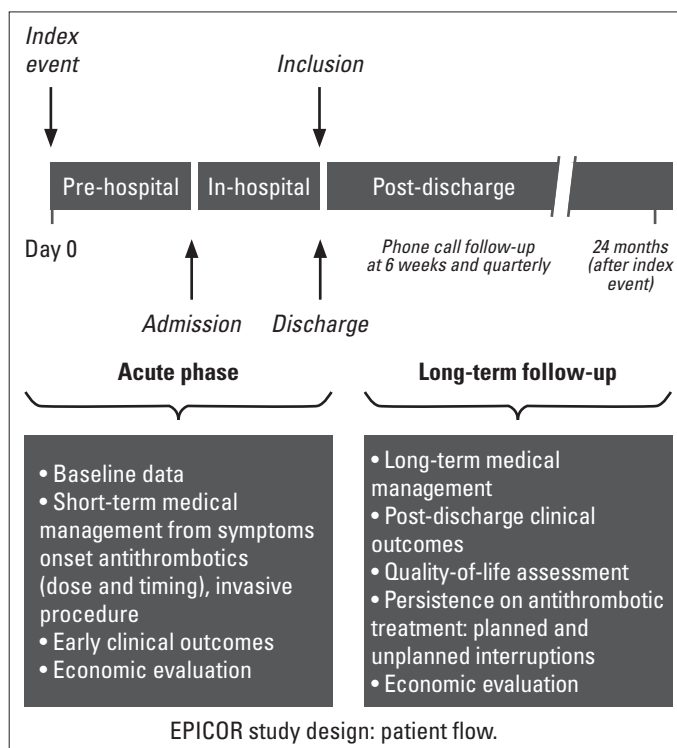 Index
event
Inclusion
Pre-hospital
In-hospital
Post-discharge
Day 0
Phone call follow-up
at 6 weeks and quarterly
24 months
(after index
event)
Admission
Discharge
Acute phase
Long-term follow-up
• Baseline data
• Short-term medical
management from symptoms
onset antithrombotics
(dose and timing), invasive
procedure
• Early clinical outcomes
• Economic evaluation
• Long-term medical
management
• Post-discharge clinical
outcomes
• Quality-of-life assessment
• Persistence on antithrombotic
treatment: planned and
unplanned interruptions
• Economic evaluation
EPICOR study design: patient flow.